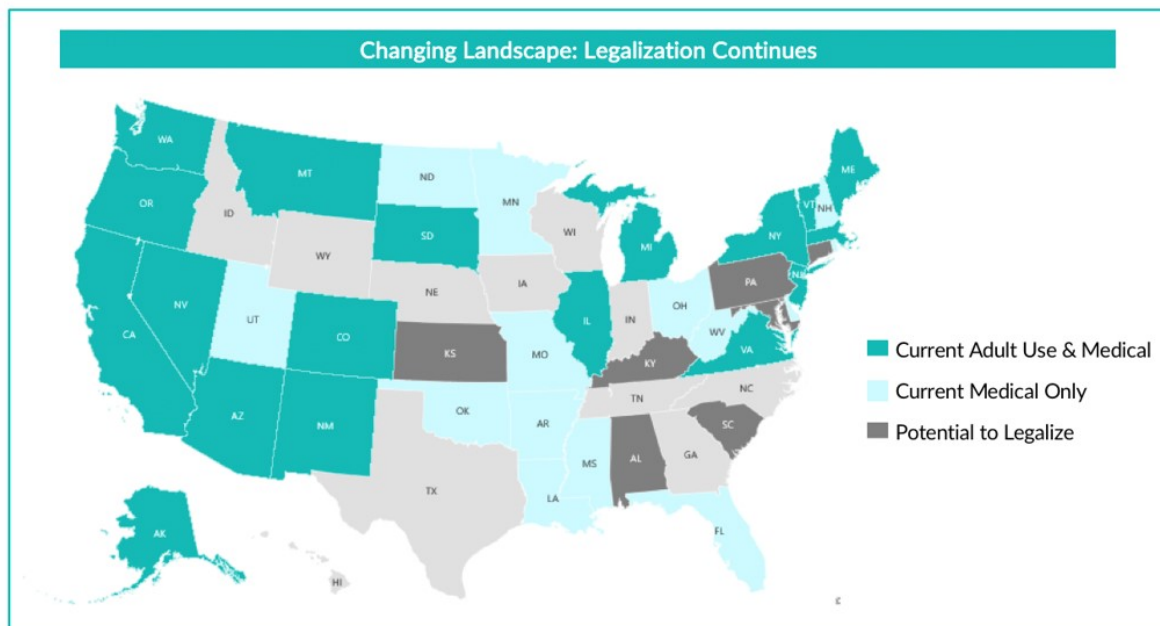 Changing Landscape: Legalization Continues
WA
MT
ND
MN
ME
OR
ID
SD
WI
MI
VT
NH
NY
WY
IA
PA
NJ
NV
NE
OH
CA
UT
CO
KS
MO
IL
IN
WV
VA
KY
AZ
NM
OK
AR
TN
NC
SC
TX
LA
MS
AL
GA
FL
AK
HI
Current Adult Use & Medical
Current Medical Only
Potential to Legalize